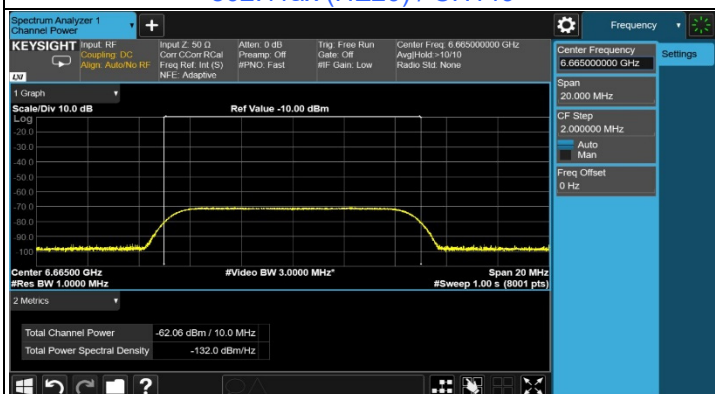 Spectrum Analyzer 1
Channel Power
Frequency
KEYSIGHT
Input: RF
Coupling: DC
Align: Auto/No RF
Input Z: 50 Ω
Corr CCorr RCal
Freq Ref: Int (S)
NFE: Adaptive
Atten: 0 dB
Preamp: Off
#PNO: Fast
Trig: Free Run
Gate: Off
#IF Gain: Low
Center Freq: 6.665000000 GHz
Avg|Hold:>10/10
Radio Std: None
LXI
Center Frequency
6.665000000 GHz
Settings
Span
20.000 MHz
CF Step
2.000000 MHz
Auto
Man
Freq Offset
0 Hz
1 Graph
Scale/Div 10.0 dB
Ref Value -10.00 dBm
Log
-20.0
-30.0
-40.0
-50.0
-60.0
-70.0
-80.0
-90.0
-100
Center 6.66500 GHz
#Video BW 3.0000 MHz*
Span 20 MHz
#Res BW 1.0000 MHz
#Sweep 1.00 s (8001 pts)
2 Metrics
Total Channel Power -62.06 dBm / 10.0 MHz
Total Power Spectral Density -132.0 dBm/Hz
?